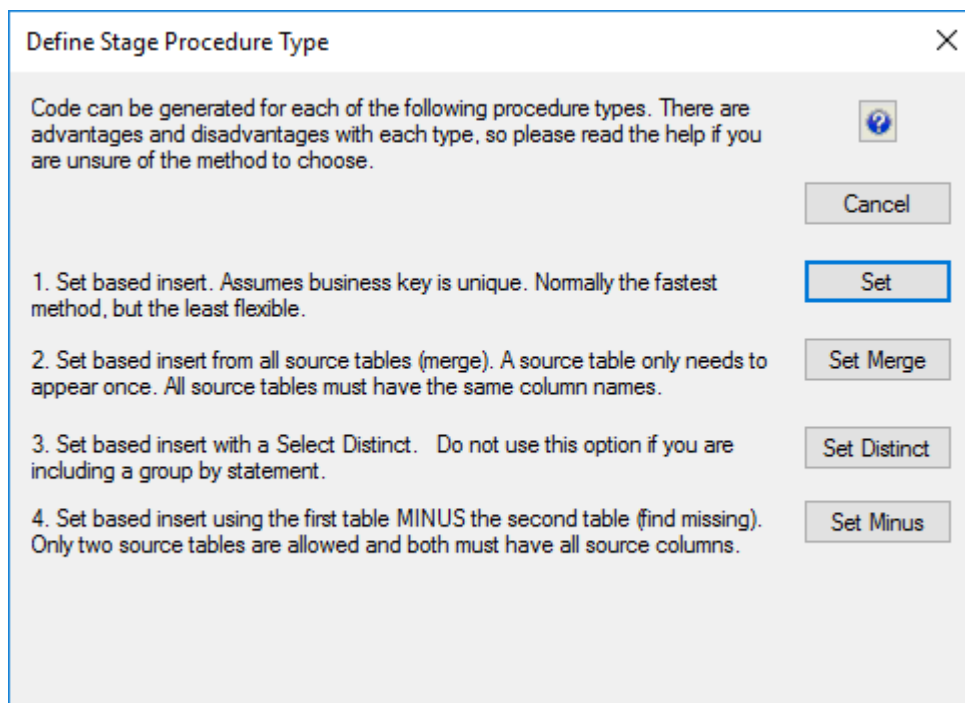 Define Stage Procedure Type
Code can be generated for each of the following procedure types. There are
advantages and disadvantages with each type, so please read the help if you
are unsure of the method to choose.
Cancel
1. Set based insert. Assumes business key is unique. Normally the fastest
method, but the least flexible.
Set
2. Set based insert from all source tables (merge). A source table only needs to
appear once. All source tables must have the same column names.
Set Merge
3. Set based insert with a Select Distinct.   Do not use this option if you are
including a group by statement.
Set Distinct
4. Set based insert using the first table MINUS the second table (find missing).
Only two source tables are allowed and both must have all source columns.
Set Minus